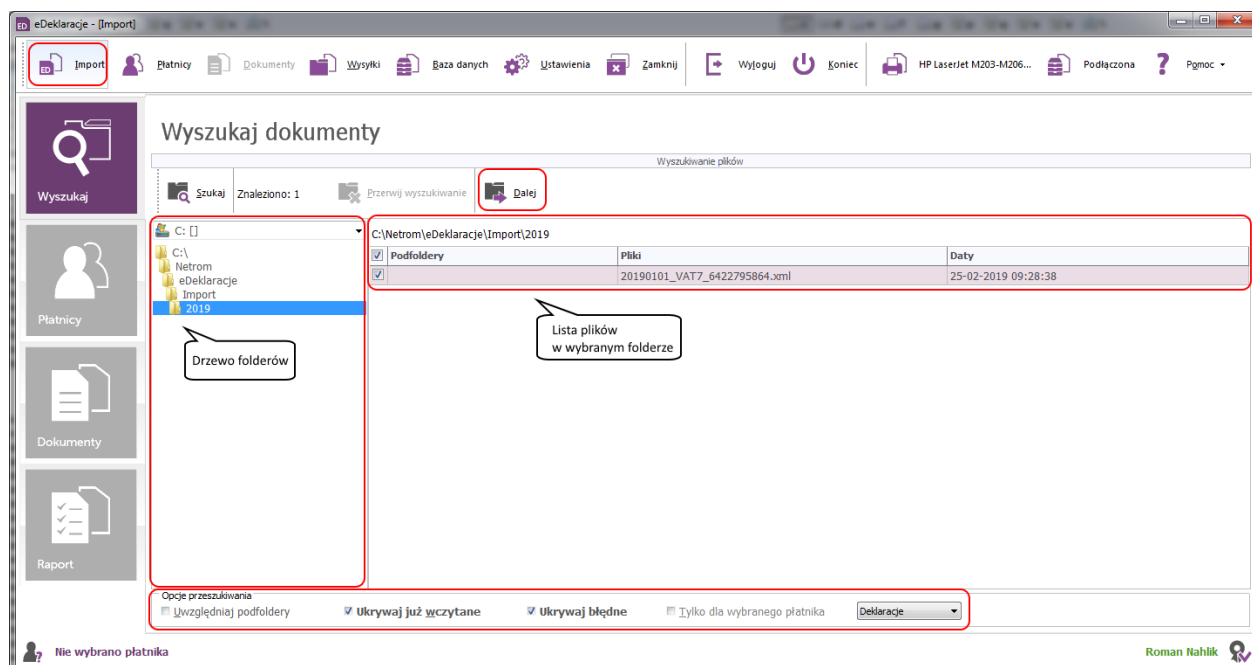 eDeklaracje - [Import]
Import Płatnicy Dokumenty Wysyłki Baza danych Ustawienia Zamknij Wyloguj Koniec HP LaserJet M203-M206... Podłączona Pomoc
Wyszukaj dokumenty
Wyszukiwanie plików
Wyszukaj
Szukaj Znaleziono: 1 Przerwij wyszukiwanie Dalej
C: []
C:\Netrom\eDeklaracje\Import\2019
C:\
Netrom
eDeklaracje
Import
2019
Podfoldery Pliki Daty
20190101_VAT7_6422795864.xml 25-02-2019 09:28:38
Płatnicy
Drzewo folderów
Lista plików
w wybranym folderze
Dokumenty
Raport
Opcje przeszukiwania
Uwzględniaj podfoldery Ukrywaj już wczytane Ukrywaj błędne Tylko dla wybranego płatnika Deklaracje
Nie wybrano płatnika Roman Nahlik